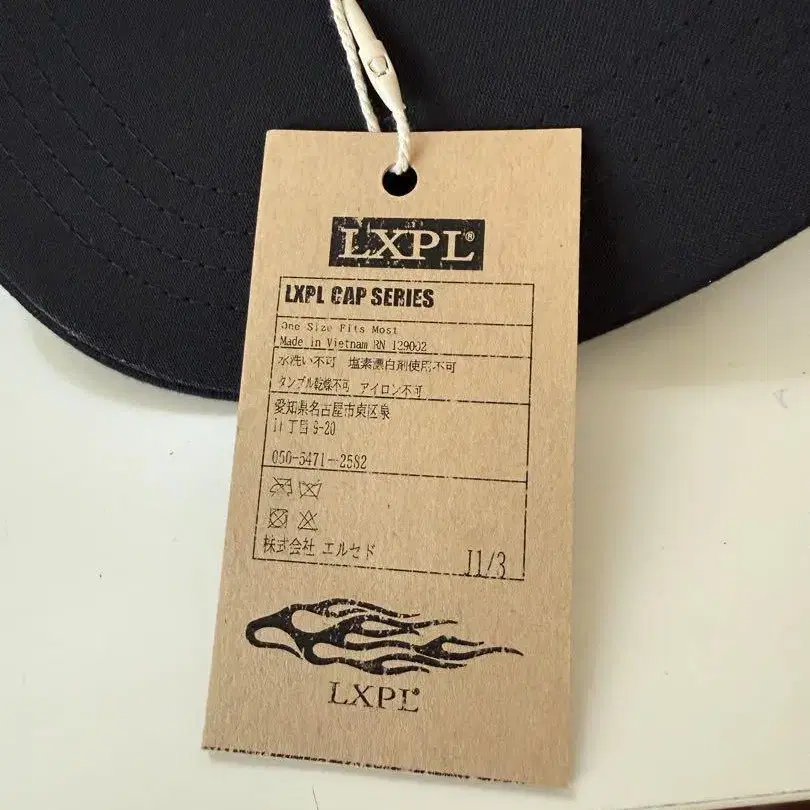 LXPL®
LXPL CAP SERIES
One Size Fits Most
Made in Vietnam RN 129002
水洗い不可 塩素漂白剤使用不可
タンブル乾燥不可 アイロン不可
愛知県名古屋市東区泉
1丁目9-20
050-5471-2582
株式会社 エルセド
11/3
LXPL®